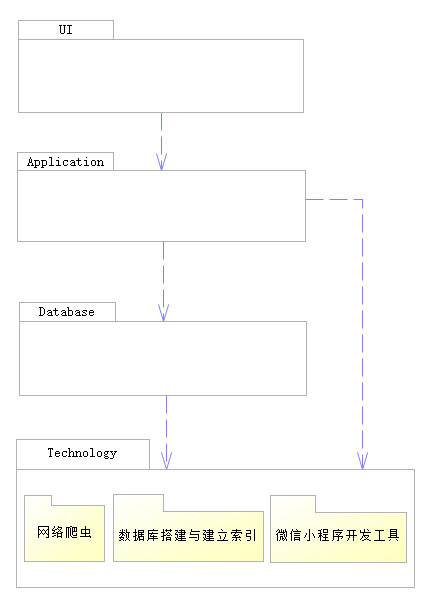 UI
Application
Database
Technology
网络爬虫
数据库搭建与建立索引
微信小程序开发工具